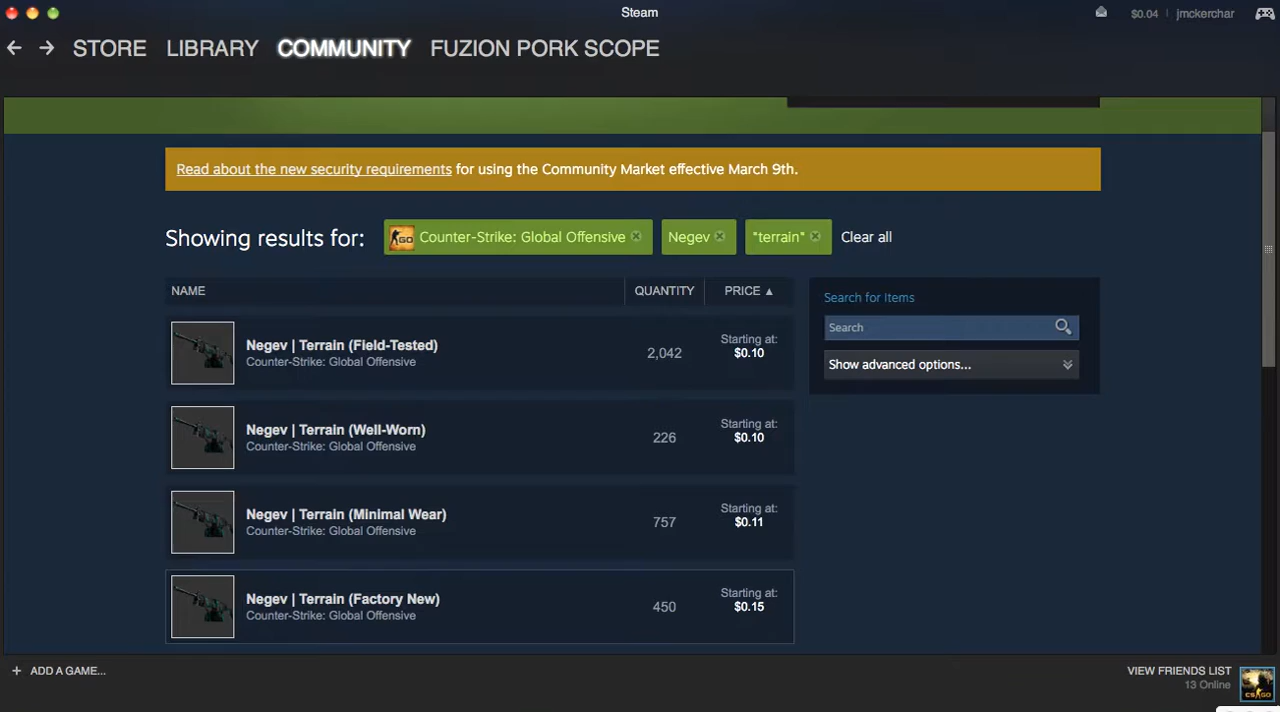 Steam
$0.04 | jmckerchar
STORE LIBRARY COMMUNITY FUZION PORK SCOPE
Read about the new security requirements for using the Community Market effective March 9th.
Showing results for: GO Counter-Strike: Global Offensive Negev "terrain" Clear all
NAME QUANTITY PRICE ▲
Search for Items
Search
Show advanced options...
Negev | Terrain (Field-Tested)
Counter-Strike: Global Offensive
2,042
Starting at:
$0.10
Negev | Terrain (Well-Worn)
Counter-Strike: Global Offensive
226
Starting at:
$0.10
Negev | Terrain (Minimal Wear)
Counter-Strike: Global Offensive
757
Starting at:
$0.11
Negev | Terrain (Factory New)
Counter-Strike: Global Offensive
450
Starting at:
$0.15
+ ADD A GAME...
VIEW FRIENDS LIST
13 Online
CS GO